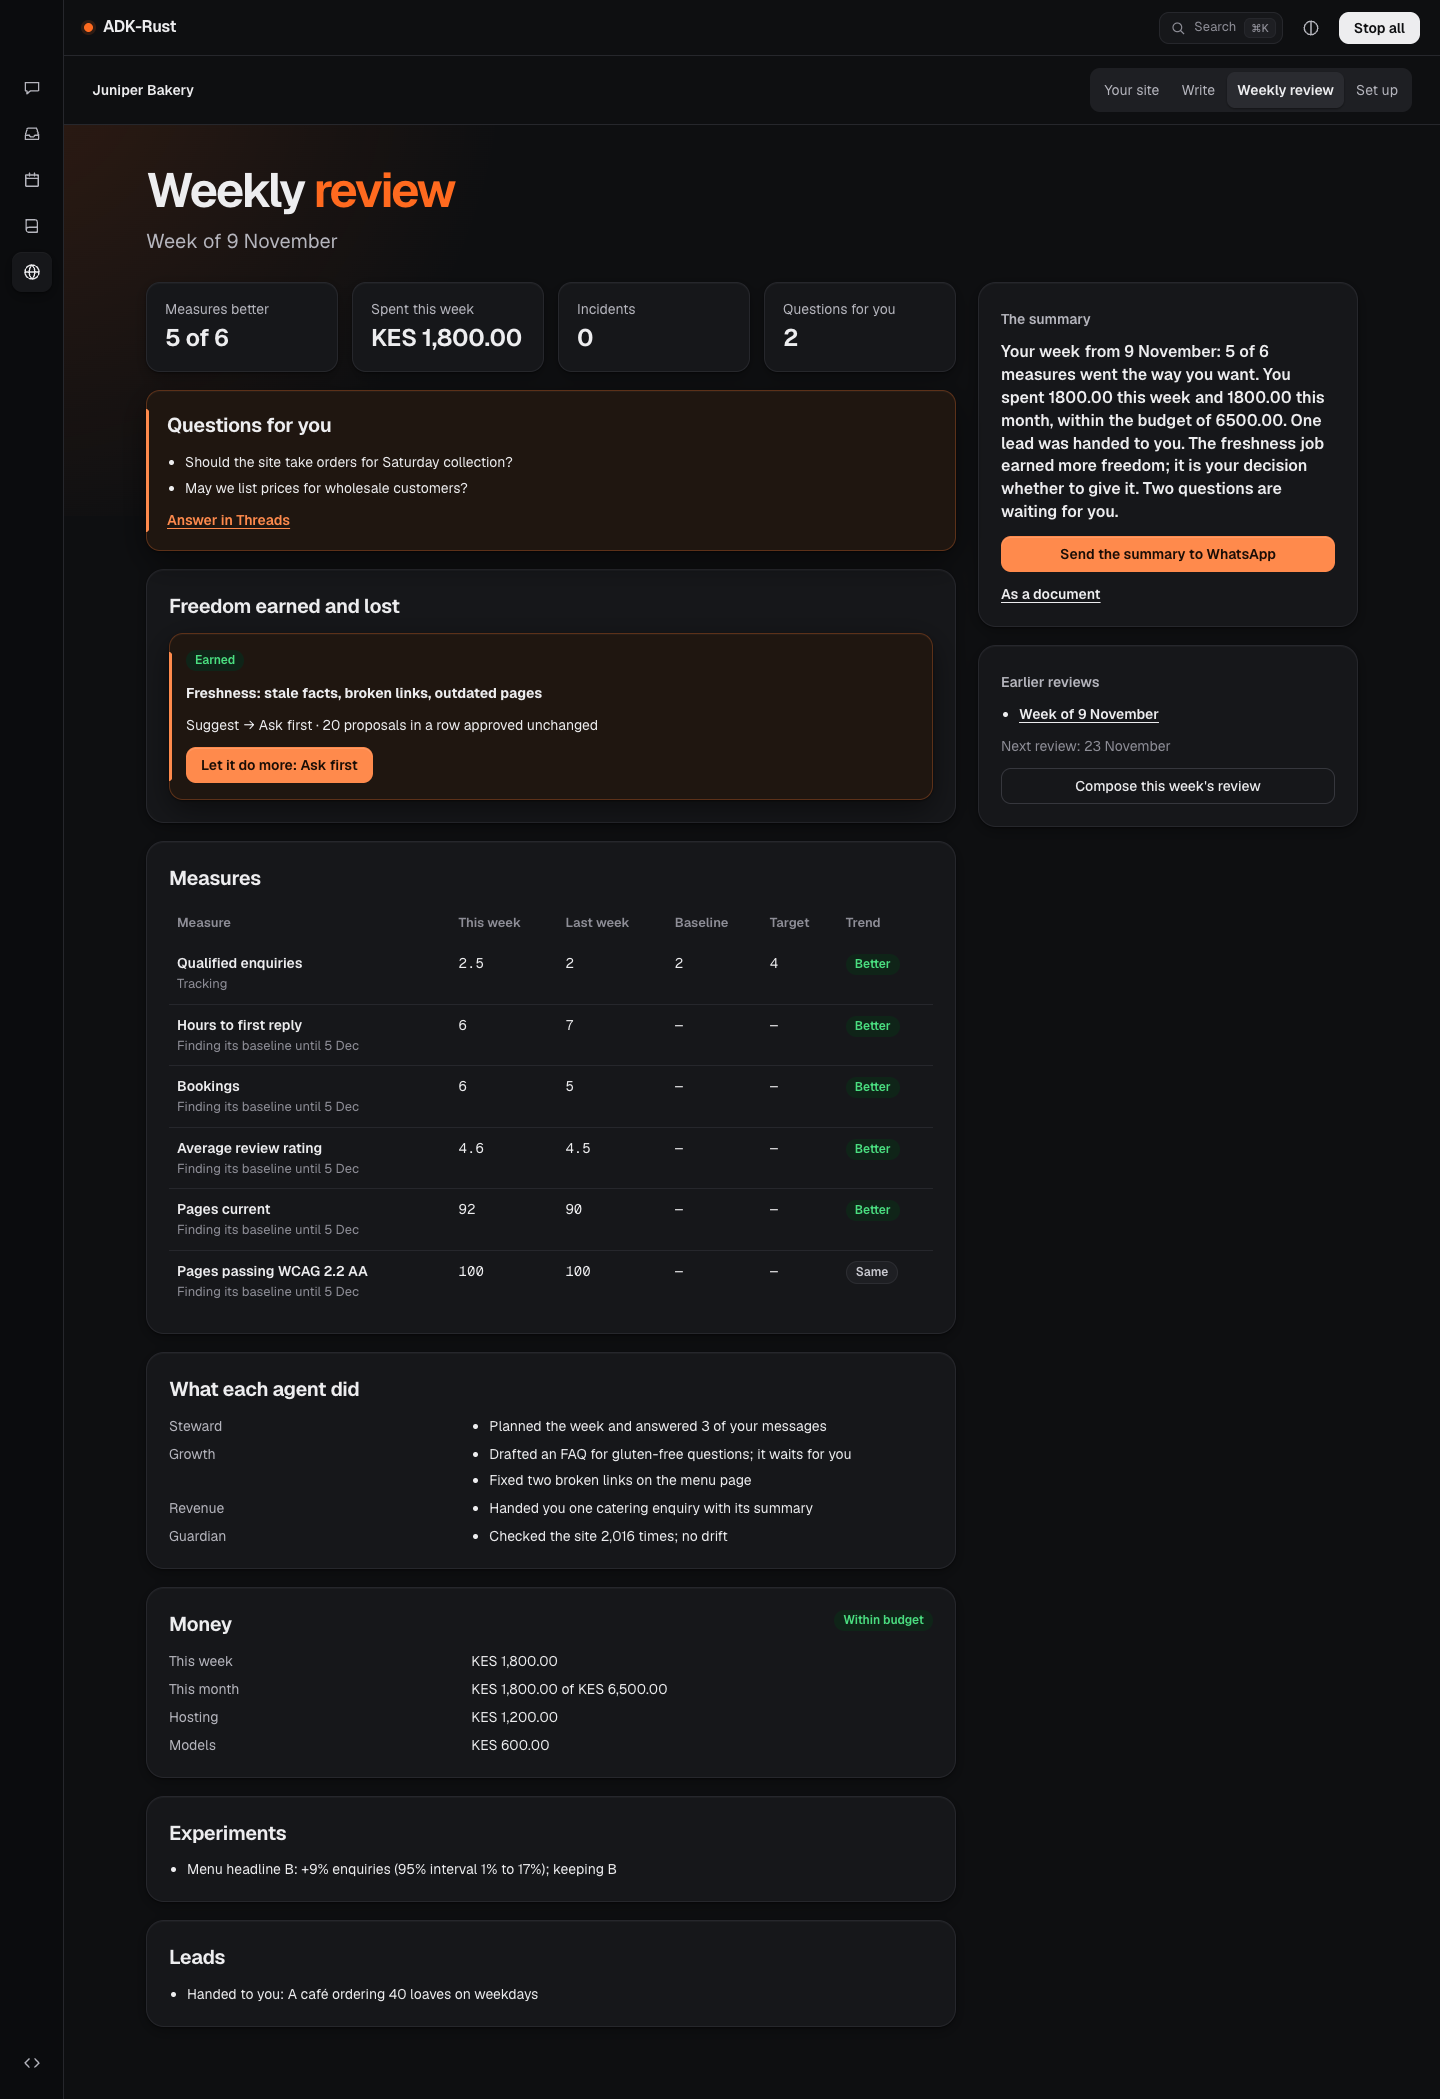 ADK-Rust
Search ⌘K
Stop all
Juniper Bakery
Your site
Write
Weekly review
Set up
Weekly review
Week of 9 November
Measures better
5 of 6
Spent this week
KES 1,800.00
Incidents
0
Questions for you
2
Questions for you
• Should the site take orders for Saturday collection?
• May we list prices for wholesale customers?
Answer in Threads
Freedom earned and lost
Earned
Freshness: stale facts, broken links, outdated pages
Suggest → Ask first · 20 proposals in a row approved unchanged
Let it do more: Ask first
Measures
Measure This week Last week Baseline Target Trend
Qualified enquiries 2.5 2 2 4 Better
Tracking
Hours to first reply 6 7 – – Better
Finding its baseline until 5 Dec
Bookings 6 5 – – Better
Finding its baseline until 5 Dec
Average review rating 4.6 4.5 – – Better
Finding its baseline until 5 Dec
Pages current 92 90 – – Better
Finding its baseline until 5 Dec
Pages passing WCAG 2.2 AA 100 100 – – Same
Finding its baseline until 5 Dec
What each agent did
Steward • Planned the week and answered 3 of your messages
Growth • Drafted an FAQ for gluten-free questions; it waits for you
• Fixed two broken links on the menu page
Revenue • Handed you one catering enquiry with its summary
Guardian • Checked the site 2,016 times; no drift
Money
Within budget
This week KES 1,800.00
This month KES 1,800.00 of KES 6,500.00
Hosting KES 1,200.00
Models KES 600.00
Experiments
• Menu headline B: +9% enquiries (95% interval 1% to 17%); keeping B
Leads
• Handed to you: A café ordering 40 loaves on weekdays
The summary
Your week from 9 November: 5 of 6
measures went the way you want. You
spent 1800.00 this week and 1800.00 this
month, within the budget of 6500.00. One
lead was handed to you. The freshness job
earned more freedom; it is your decision
whether to give it. Two questions are
waiting for you.
Send the summary to WhatsApp
As a document
Earlier reviews
• Week of 9 November
Next review: 23 November
Compose this week's review